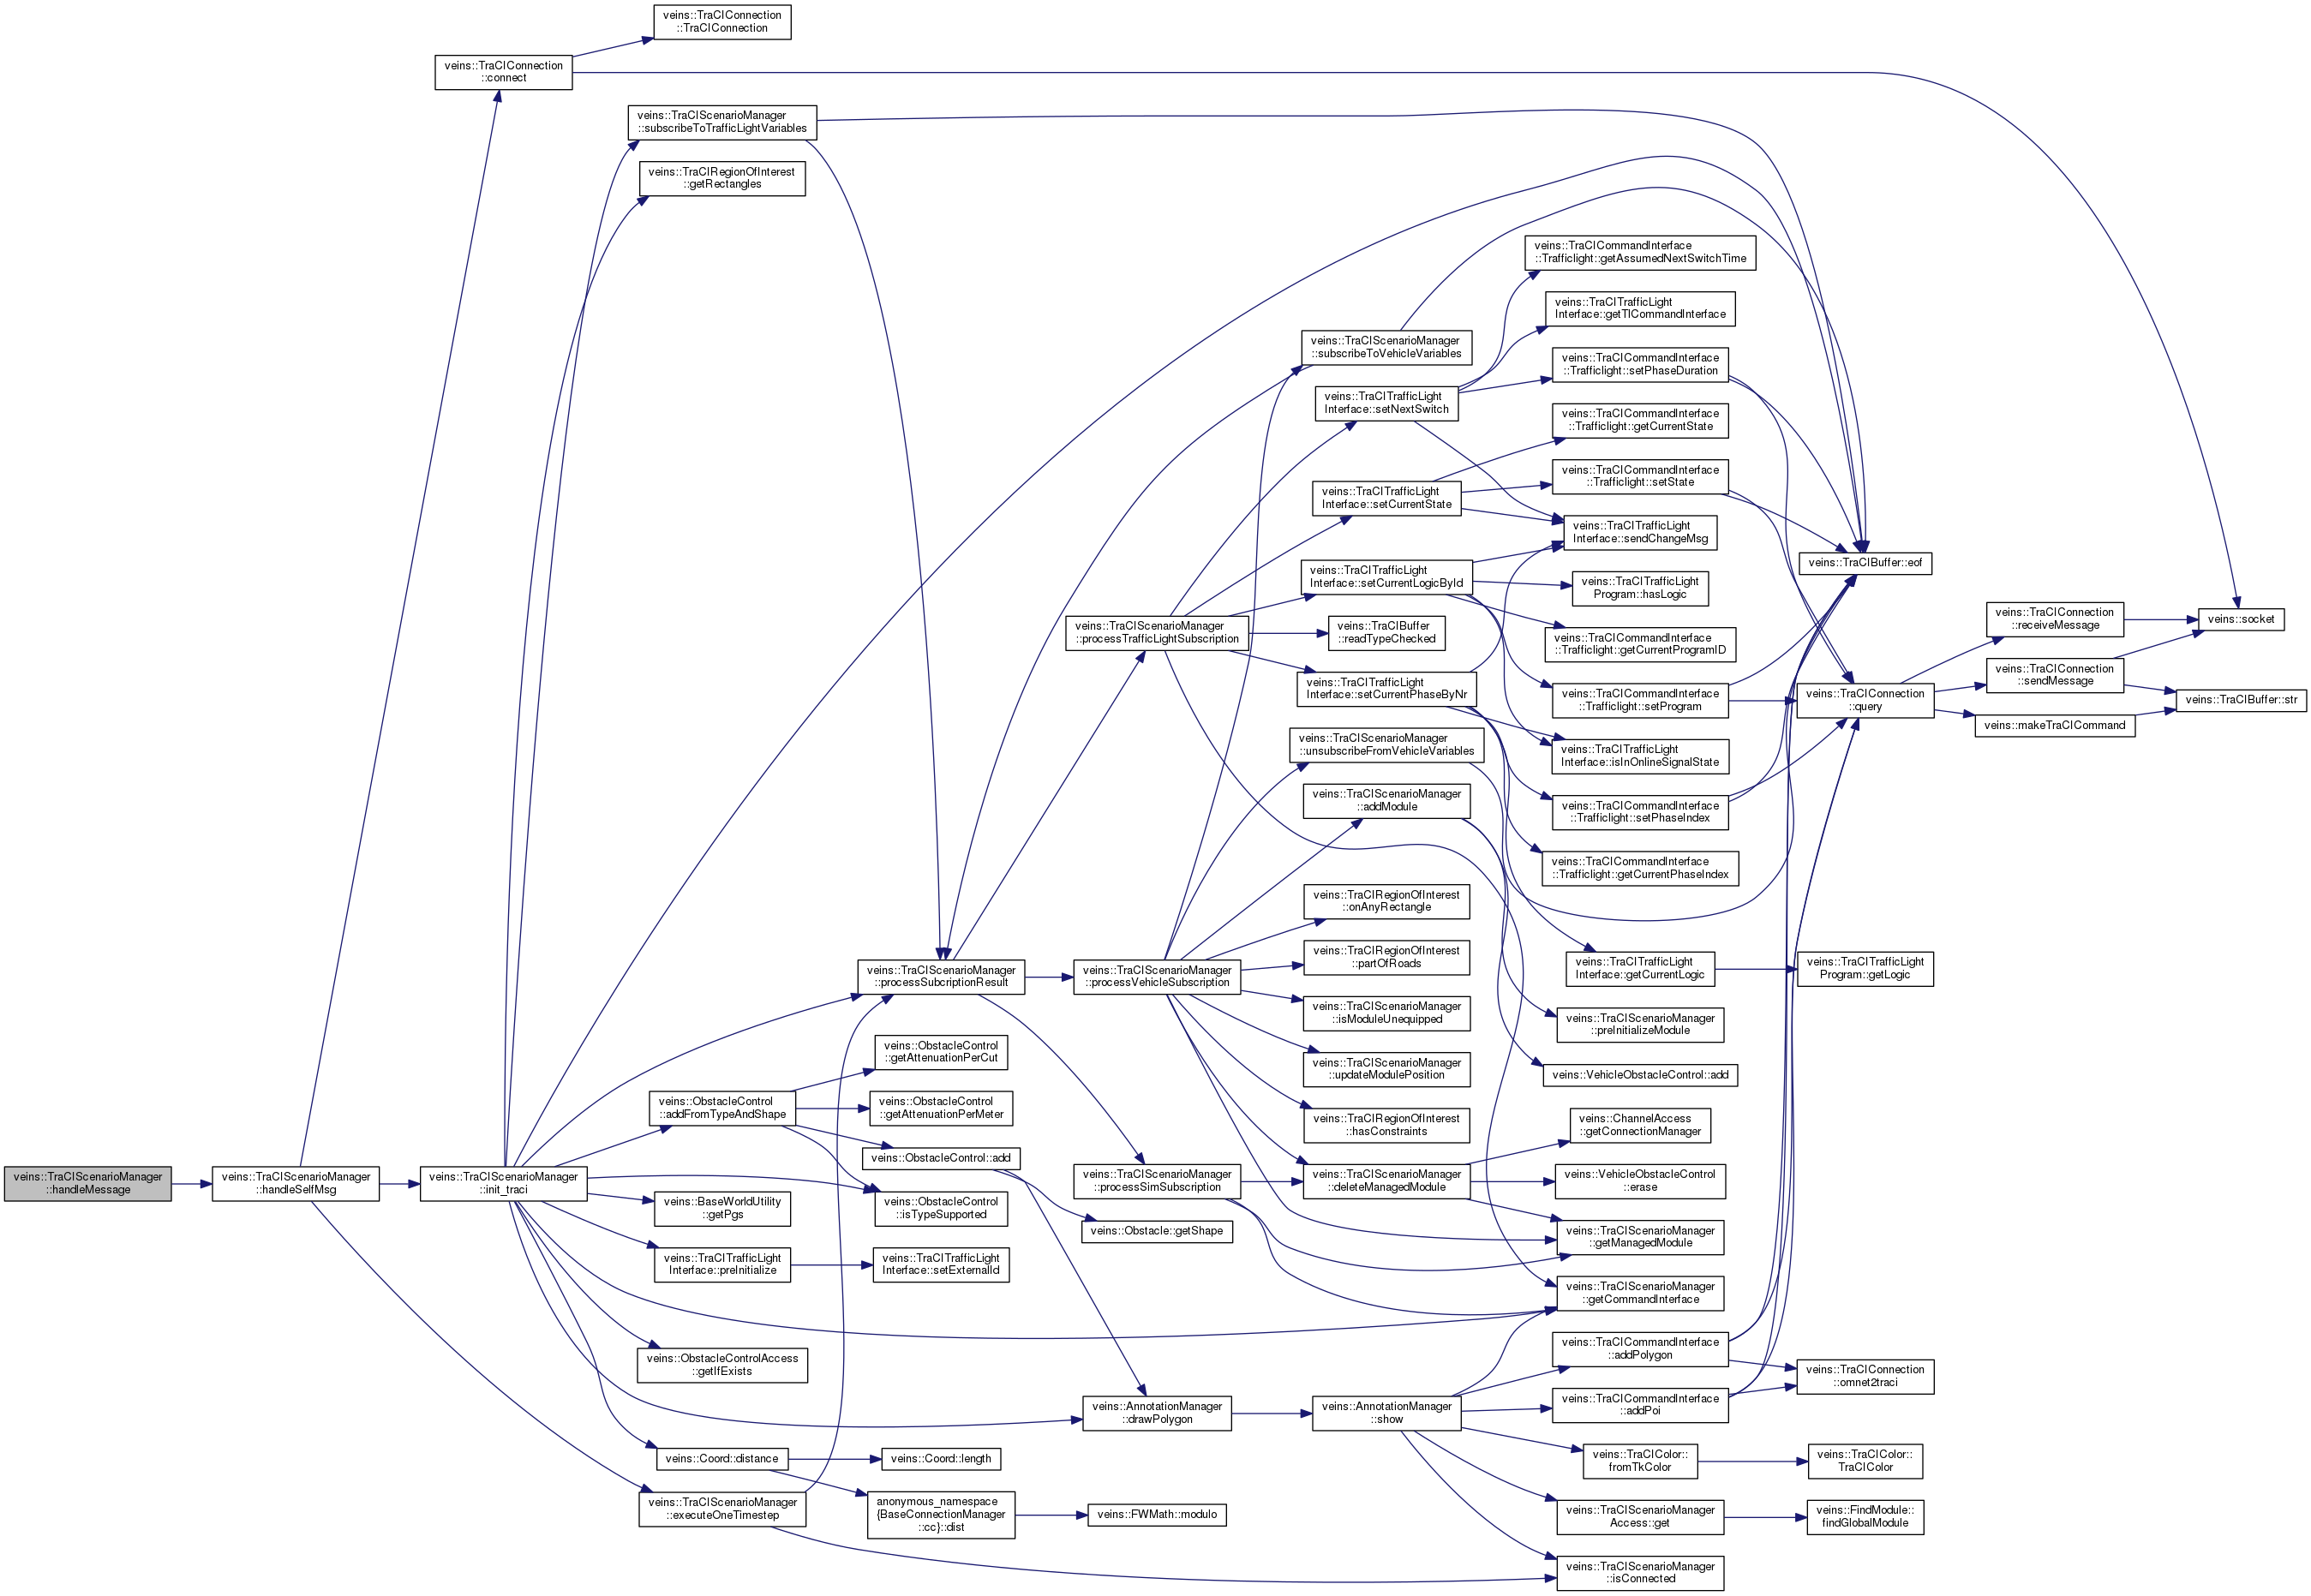 veins::TraCIScenarioManager
::handleMessage
veins::TraCIScenarioManager
::handleSelfMsg
veins::TraCIConnection
::connect
veins::TraCIScenarioManager
::init_traci
veins::TraCIConnection
::TraCIConnection
veins::TraCIScenarioManager
::subscribeToTrafficLightVariables
veins::TraCIRegionOfInterest
::getRectangles
veins::ObstacleControl
::addFromTypeAndShape
veins::BaseWorldUtility
::getPgs
veins::TraCITrafficLight
Interface::preInitialize
veins::ObstacleControlAccess
::getIfExists
veins::Coord::distance
veins::TraCIScenarioManager
::executeOneTimestep
veins::TraCIScenarioManager
::processSubcriptionResult
veins::ObstacleControl
::getAttenuationPerCut
veins::ObstacleControl
::getAttenuationPerMeter
veins::ObstacleControl::add
veins::ObstacleControl
::isTypeSupported
veins::TraCITrafficLight
Interface::setExternalId
veins::Coord::length
anonymous_namespace
{BaseConnectionManager
::cc}::dist
veins::TraCIScenarioManager
::processTrafficLightSubscription
veins::TraCIScenarioManager
::processVehicleSubscription
veins::TraCIScenarioManager
::processSimSubscription
veins::Obstacle::getShape
veins::AnnotationManager
::drawPolygon
veins::FWMath::modulo
veins::TraCIScenarioManager
::subscribeToVehicleVariables
veins::TraCITrafficLight
Interface::setNextSwitch
veins::TraCITrafficLight
Interface::setCurrentState
veins::TraCITrafficLight
Interface::setCurrentLogicById
veins::TraCIBuffer
::readTypeChecked
veins::TraCITrafficLight
Interface::setCurrentPhaseByNr
veins::TraCIScenarioManager
::unsubscribeFromVehicleVariables
veins::TraCIScenarioManager
::addModule
veins::TraCIRegionOfInterest
::onAnyRectangle
veins::TraCIRegionOfInterest
::partOfRoads
veins::TraCIScenarioManager
::isModuleUnequipped
veins::TraCIScenarioManager
::updateModulePosition
veins::TraCIRegionOfInterest
::hasConstraints
veins::TraCIScenarioManager
::deleteManagedModule
veins::AnnotationManager
::show
veins::TraCICommandInterface
::Trafficlight::getAssumedNextSwitchTime
veins::TraCITrafficLight
Interface::getTlCommandInterface
veins::TraCICommandInterface
::Trafficlight::setPhaseDuration
veins::TraCICommandInterface
::Trafficlight::getCurrentState
veins::TraCICommandInterface
::Trafficlight::setState
veins::TraCITrafficLight
Interface::sendChangeMsg
veins::TraCITrafficLight
Program::hasLogic
veins::TraCICommandInterface
::Trafficlight::getCurrentProgramID
veins::TraCICommandInterface
::Trafficlight::setProgram
veins::TraCITrafficLight
Interface::isInOnlineSignalState
veins::TraCICommandInterface
::Trafficlight::setPhaseIndex
veins::TraCICommandInterface
::Trafficlight::getCurrentPhaseIndex
veins::TraCITrafficLight
Interface::getCurrentLogic
veins::TraCIScenarioManager
::preInitializeModule
veins::VehicleObstacleControl::add
veins::ChannelAccess
::getConnectionManager
veins::VehicleObstacleControl
::erase
veins::TraCIScenarioManager
::getManagedModule
veins::TraCIScenarioManager
::getCommandInterface
veins::TraCICommandInterface
::addPolygon
veins::TraCICommandInterface
::addPoi
veins::TraCIColor::
fromTkColor
veins::TraCIScenarioManager
Access::get
veins::TraCIScenarioManager
::isConnected
veins::TraCIBuffer::eof
veins::TraCIConnection
::query
veins::TraCITrafficLight
Program::getLogic
veins::TraCIConnection
::omnet2traci
veins::TraCIColor::
TraCIColor
veins::FindModule::
findGlobalModule
veins::TraCIConnection
::receiveMessage
veins::TraCIConnection
::sendMessage
veins::makeTraCICommand
veins::socket
veins::TraCIBuffer::str